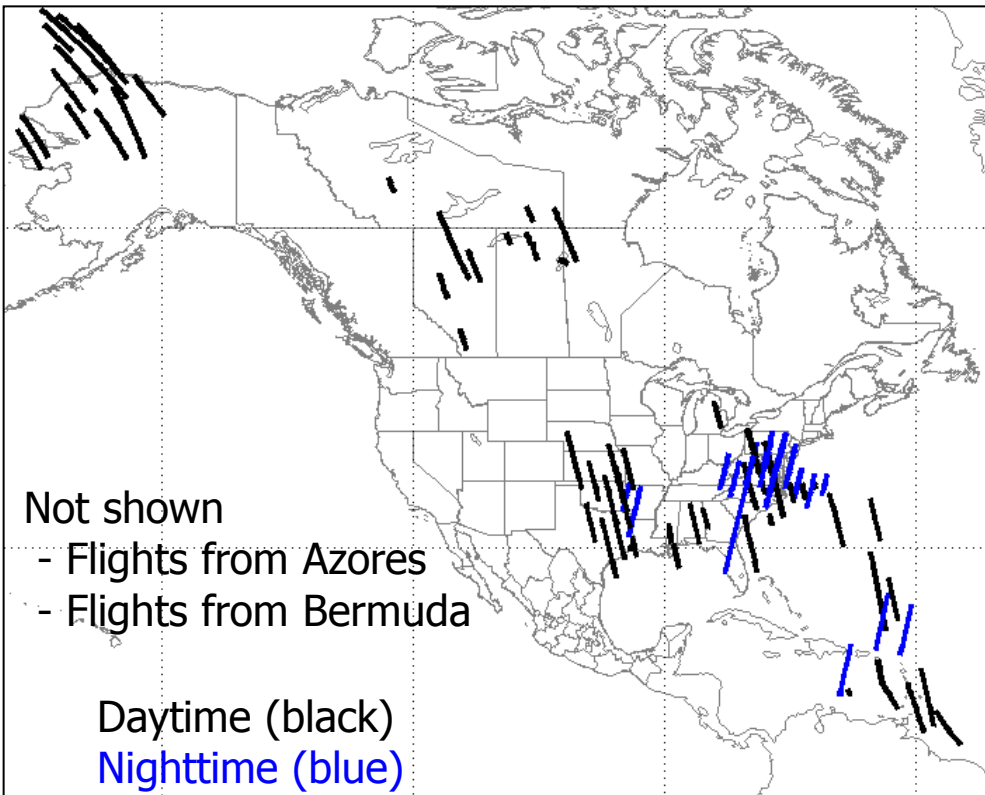 Not shown
- Flights from Azores
- Flights from Bermuda
Daytime (black)
Nighttime (blue)